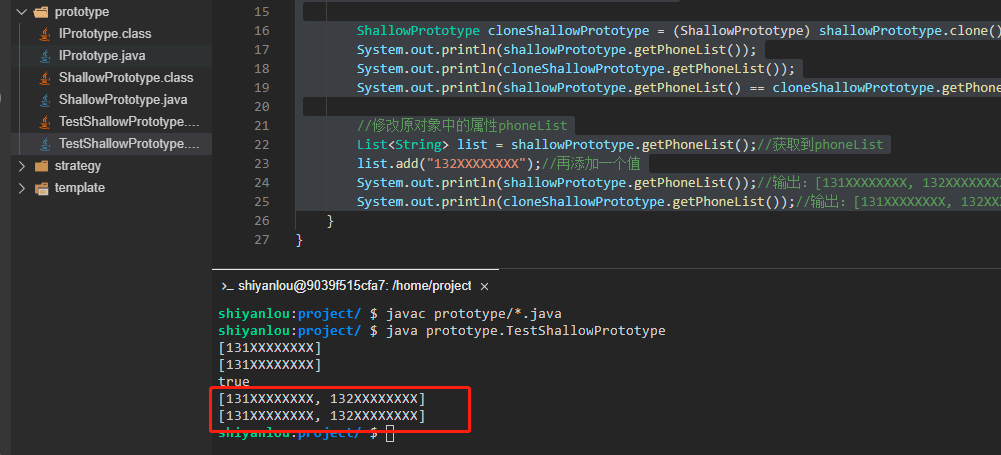 prototype
IPrototype.class
IPrototype.java
ShallowPrototype.class
ShallowPrototype.java
TestShallowPrototype....
TestShallowPrototype....
strategy
template
15
16 ShallowPrototype cloneShallowPrototype = (ShallowPrototype) shallowPrototype.clone()
17 System.out.println(shallowPrototype.getPhoneList());
18 System.out.println(cloneShallowPrototype.getPhoneList());
19 System.out.println(shallowPrototype.getPhoneList() == cloneShallowPrototype.getPhone
20
21 //修改原对象中的属性phoneList
22 List<String> list = shallowPrototype.getPhoneList();//获取到phoneList
23 list.add("132XXXXXXXX");//再添加一个值
24 System.out.println(shallowPrototype.getPhoneList());//输出：[131XXXXXXXX, 132XXXXXXXX
25 System.out.println(cloneShallowPrototype.getPhoneList());//输出：[131XXXXXXXX, 132XXX
26 }
27 }
>_ shiyanlou@9039f515cfa7: /home/project ×
shiyanlou:project/ $ javac prototype/*.java
shiyanlou:project/ $ java prototype.TestShallowPrototype
[131XXXXXXXX]
[131XXXXXXXX]
true
[131XXXXXXXX, 132XXXXXXXX]
[131XXXXXXXX, 132XXXXXXXX]
shiyanlou:project/ $